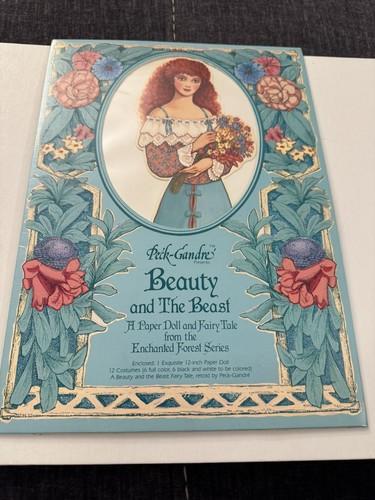 Peck-Gandré™
Presents
Beauty
and The Beast
A Paper Doll and Fairy Tale
from the
Enchanted Forest Series
Enclosed: 1 Exquisite 12-inch Paper Doll
12 Costumes (6 full color, 6 black and white to be colored)
A Beauty and the Beast Fairy Tale, retold by Peck-Gandré